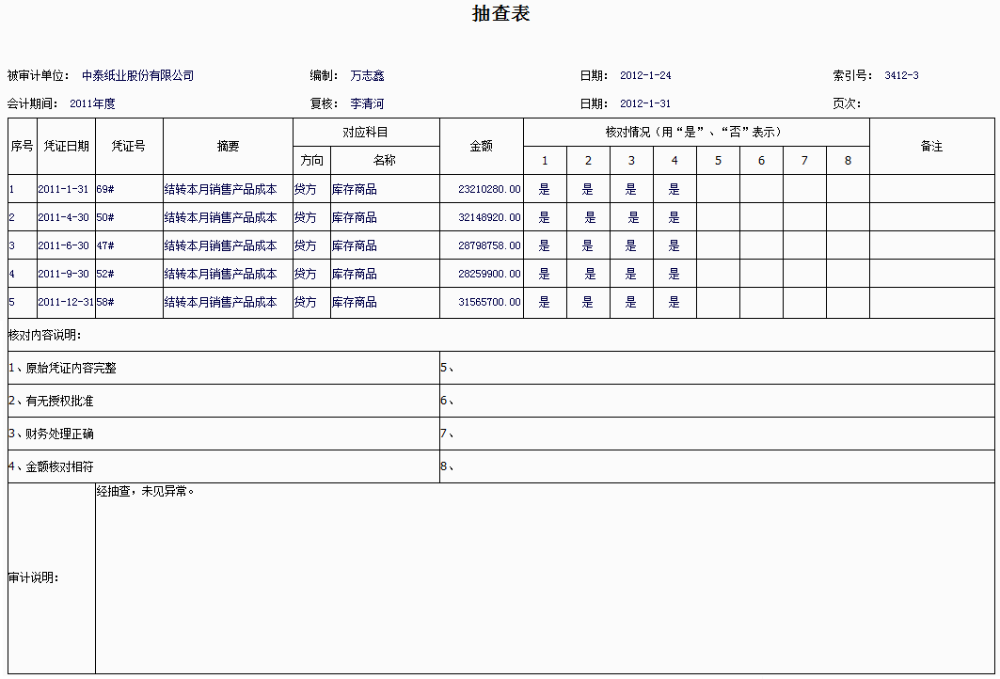 抽查表
被审计单位： 中泰纸业股份有限公司 编制： 万志鑫 日期： 2012-1-24 索引号： 3412-3
会计期间： 2011年度 复核： 李清河 日期： 2012-1-31 页次：
序号 凭证日期 凭证号 摘要 对应科目 金额 核对情况（用“是”、“否”表示） 备注
方向 名称 1 2 3 4 5 6 7 8
1 2011-1-31 69# 结转本月销售产品成本 贷方 库存商品 23210280.00 是 是 是 是
2 2011-4-30 50# 结转本月销售产品成本 贷方 库存商品 32148920.00 是 是 是 是
3 2011-6-30 47# 结转本月销售产品成本 贷方 库存商品 28798758.00 是 是 是 是
4 2011-9-30 52# 结转本月销售产品成本 贷方 库存商品 28259900.00 是 是 是 是
5 2011-12-31 58# 结转本月销售产品成本 贷方 库存商品 31565700.00 是 是 是 是
核对内容说明：
1、原始凭证内容完整 5、
2、有无授权批准 6、
3、财务处理正确 7、
4、金额核对相符 8、
审计说明： 经抽查，未见异常。